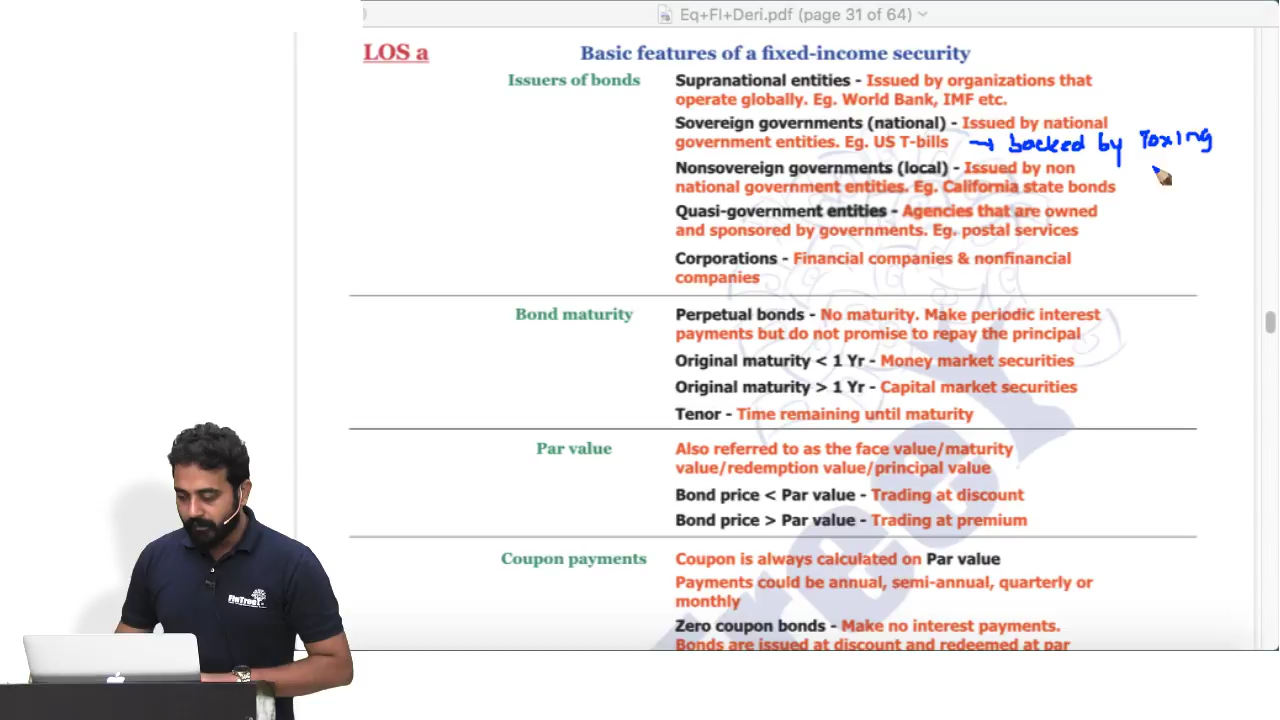 Eq+FI+Deri.pdf (page 31 of 64)
LOS a
Basic features of a fixed-income security
Issuers of bonds
Supranational entities - Issued by organizations that
operate globally. Eg. World Bank, IMF etc.
Sovereign governments (national) - Issued by national
government entities. Eg. US T-bills → backed by Taxing
Nonsovereign governments (local) - Issued by non
national government entities. Eg. California state bonds
Quasi-government entities - Agencies that are owned
and sponsored by governments. Eg. postal services
Corporations - Financial companies & nonfinancial
companies
Bond maturity
Perpetual bonds - No maturity. Make periodic interest
payments but do not promise to repay the principal
Original maturity < 1 Yr - Money market securities
Original maturity > 1 Yr - Capital market securities
Tenor - Time remaining until maturity
Par value
Also referred to as the face value/maturity
value/redemption value/principal value
Bond price < Par value - Trading at discount
Bond price > Par value - Trading at premium
Coupon payments
Coupon is always calculated on Par value
Payments could be annual, semi-annual, quarterly or
monthly
Zero coupon bonds - Make no interest payments.
Bonds are issued at discount and redeemed at par
FinTree